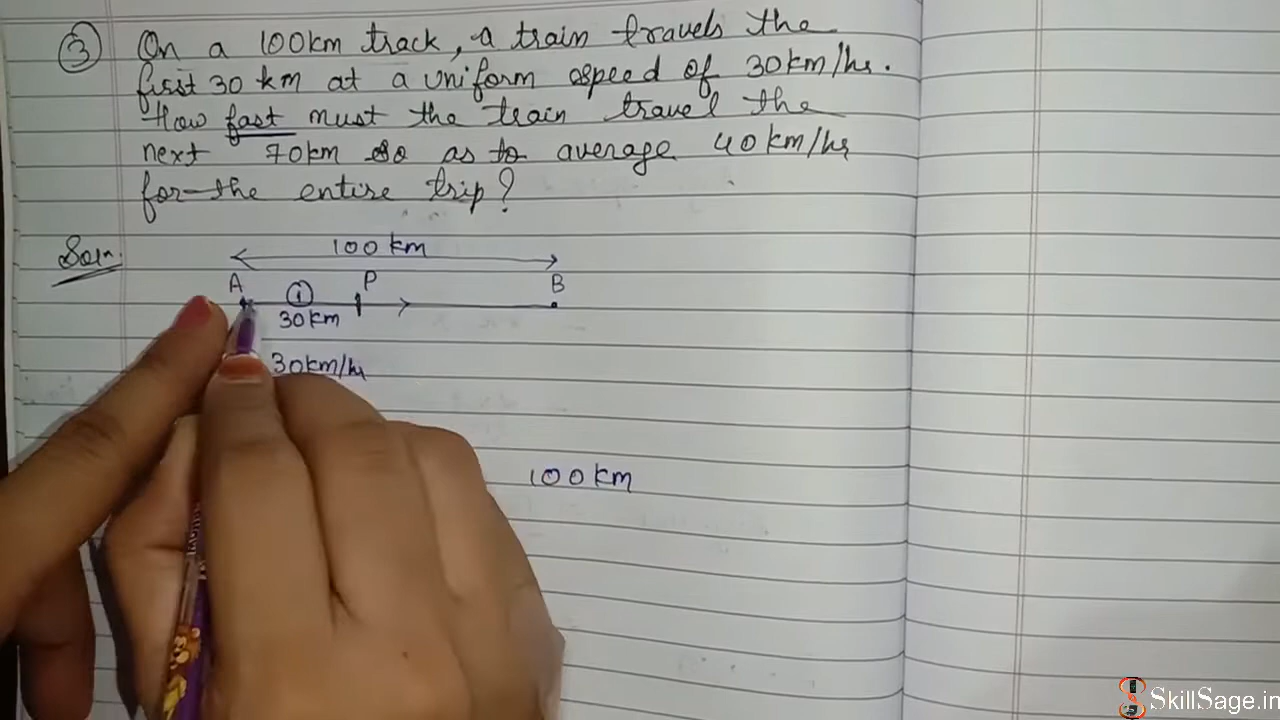 ③ On a 100km track, a train travels the
first 30 km at a uniform speed of 30km/hr.
How fast must the train travel the
next 70km so as to average 40km/hr
for the entire trip?
Soln.
100 km
A ① P B
30km
30km/hr
100km
SkillSage.in